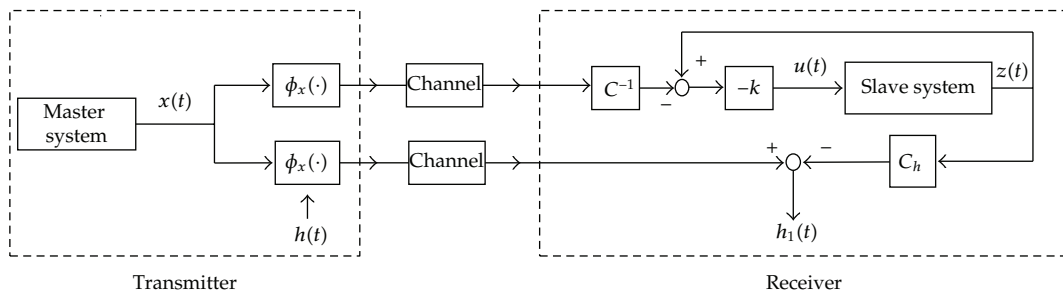 Master
system
x(t)
ϕₓ(·)
Channel
C⁻¹
+
−
−k
u(t)
Slave system
z(t)
ϕₓ(·)
Channel
+
−
Cₕ
h(t)
h₁(t)
Transmitter
Receiver